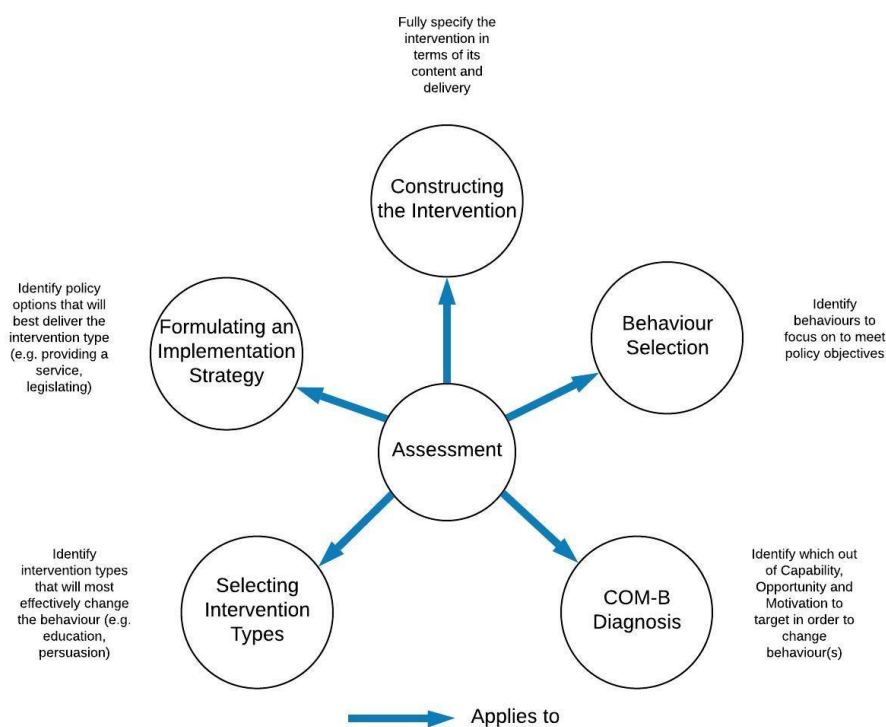 Fully specify the
intervention in
terms of its
content and
delivery
Constructing
the Intervention
Identify policy
options that will
best deliver the
intervention type
(e.g. providing a
service,
legislating)
Formulating an
Implementation
Strategy
Behaviour
Selection
Identify
behaviours to
focus on to meet
policy objectives
Assessment
Identify
intervention types
that will most
effectively change
the behaviour (e.g.
education,
persuasion)
Selecting
Intervention
Types
COM-B
Diagnosis
Identify which out
of Capability,
Opportunity and
Motivation to
target in order to
change
behaviour(s)
Applies to